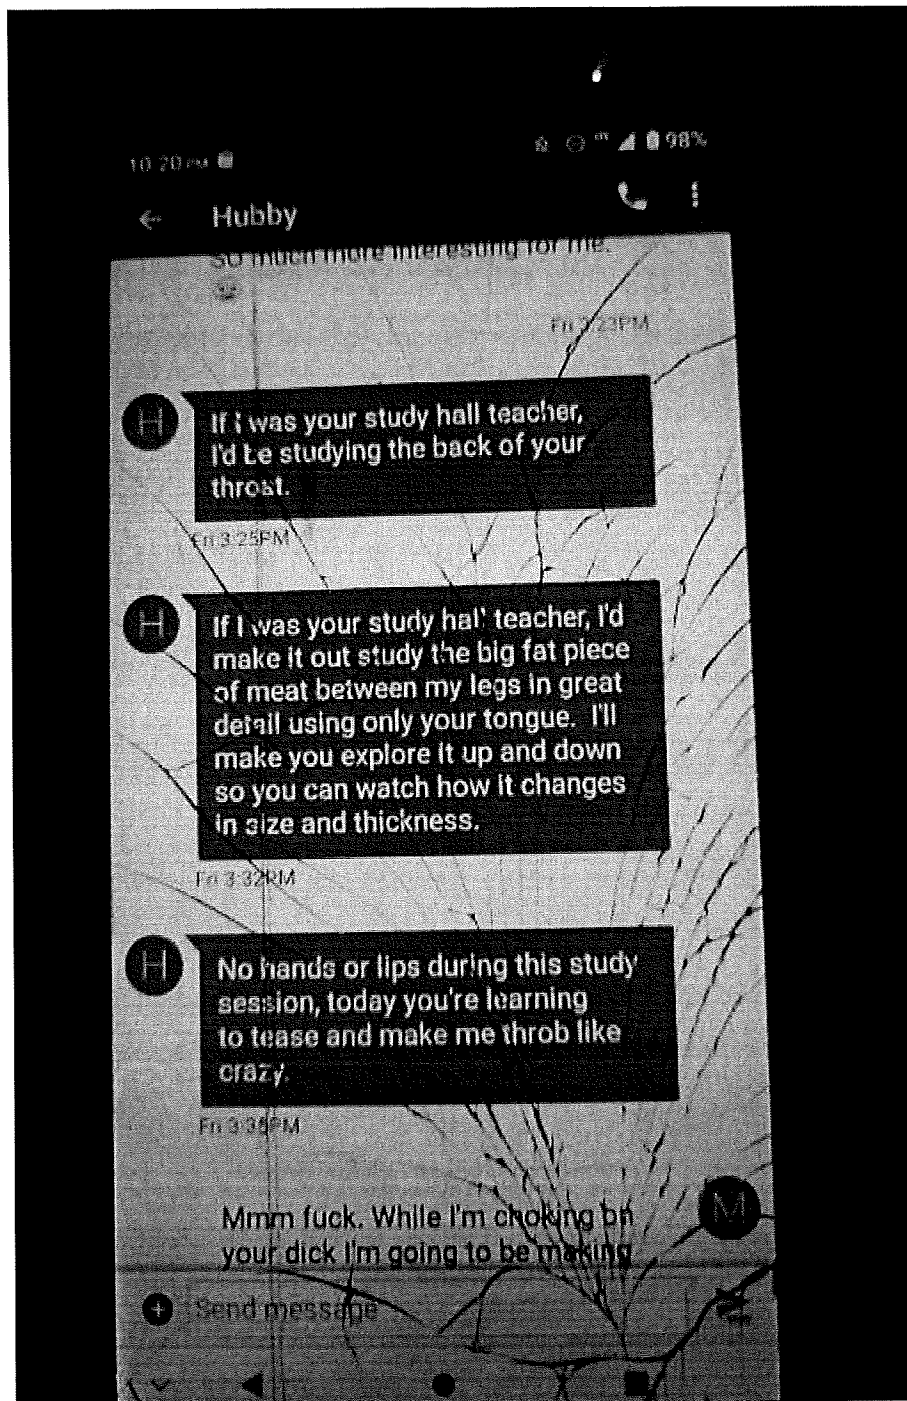 10:20 PM
98%
Hubby
so much more interesting for me.
Fri 3:23PM
H
If I was your study hall teacher,
I'd be studying the back of your
throat.
Fri 3:25PM
H
If I was your study hall teacher, I'd
make it out study the big fat piece
of meat between my legs in great
detail using only your tongue. I'll
make you explore it up and down
so you can watch how it changes
in size and thickness.
Fri 3:32PM
H
No hands or lips during this study
session, today you're learning
to tease and make me throb like
crazy.
Fri 3:35PM
M
Mmm fuck. While I'm choking on
your dick I'm going to be making
Send message